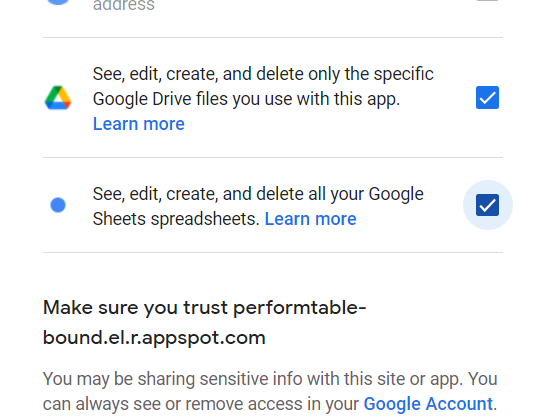 address
See, edit, create, and delete only the specific
Google Drive files you use with this app.
Learn more
See, edit, create, and delete all your Google
Sheets spreadsheets. Learn more
Make sure you trust performtable-
bound.el.r.appspot.com
You may be sharing sensitive info with this site or app. You
can always see or remove access in your Google Account.